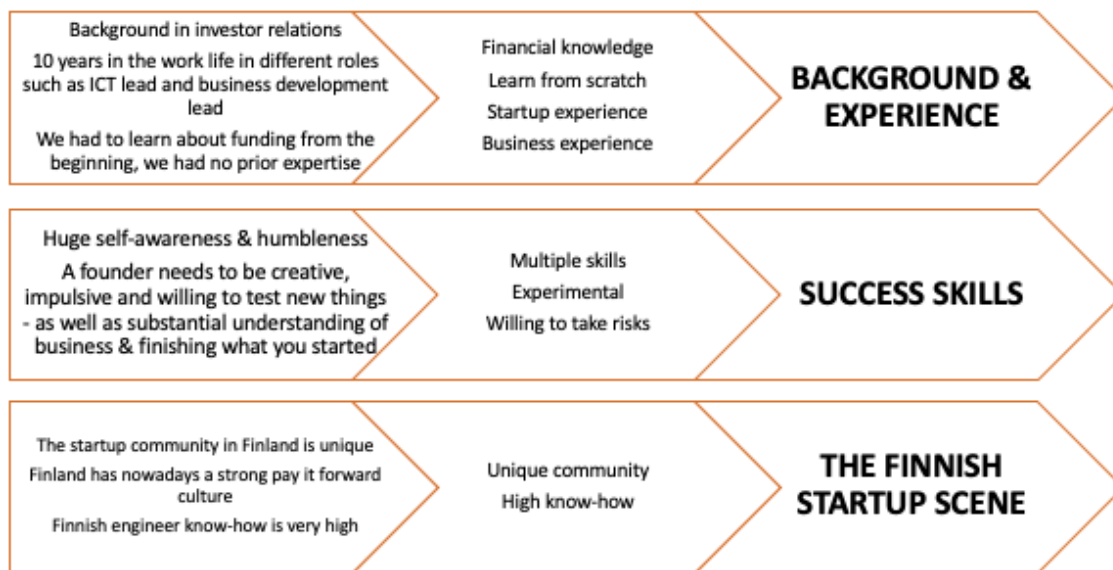 Background in investor relations
10 years in the work life in different roles
such as ICT lead and business development
lead
We had to learn about funding from the
beginning, we had no prior expertise
Financial knowledge
Learn from scratch
Startup experience
Business experience
BACKGROUND &
EXPERIENCE
Huge self-awareness & humbleness
A founder needs to be creative,
impulsive and willing to test new things
- as well as substantial understanding of
business & finishing what you started
Multiple skills
Experimental
Willing to take risks
SUCCESS SKILLS
The startup community in Finland is unique
Finland has nowadays a strong pay it forward
culture
Finnish engineer know-how is very high
Unique community
High know-how
THE FINNISH
STARTUP SCENE